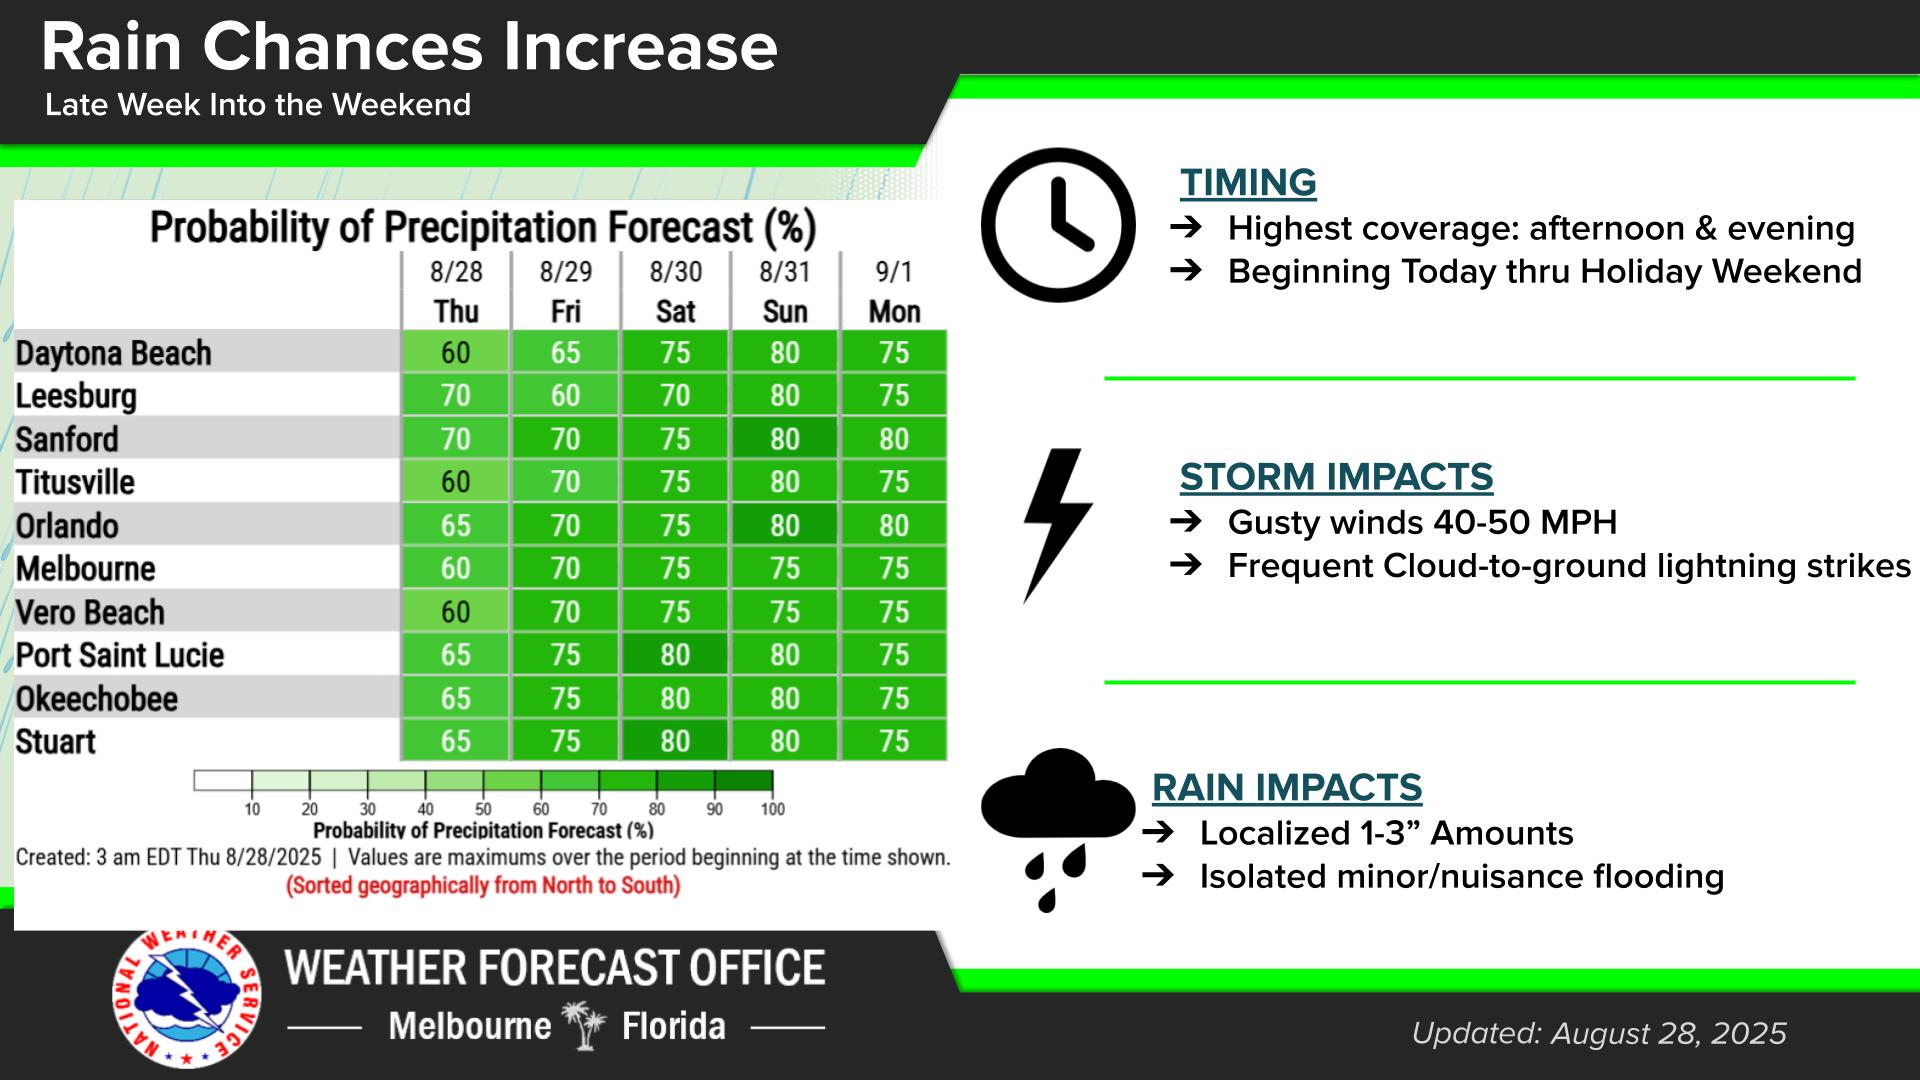 Rain Chances Increase
Late Week Into the Weekend
Probability of Precipitation Forecast (%)
8/28 8/29 8/30 8/31 9/1
Thu Fri Sat Sun Mon
Daytona Beach 60 65 75 80 75
Leesburg 70 60 70 80 75
Sanford 70 70 75 80 80
Titusville 60 70 75 80 75
Orlando 65 70 75 80 80
Melbourne 60 70 75 75 75
Vero Beach 60 70 75 75 75
Port Saint Lucie 65 75 80 80 75
Okeechobee 65 75 80 80 75
Stuart 65 75 80 80 75
10 20 30 40 50 60 70 80 90 100
Probability of Precipitation Forecast (%)
Created: 3 am EDT Thu 8/28/2025 | Values are maximums over the period beginning at the time shown.
(Sorted geographically from North to South)
TIMING
➔ Highest coverage: afternoon & evening
➔ Beginning Today thru Holiday Weekend
STORM IMPACTS
➔ Gusty winds 40-50 MPH
➔ Frequent Cloud-to-ground lightning strikes
RAIN IMPACTS
➔ Localized 1-3” Amounts
➔ Isolated minor/nuisance flooding
NATIONAL WEATHER SERVICE
WEATHER FORECAST OFFICE
Melbourne Florida
Updated: August 28, 2025